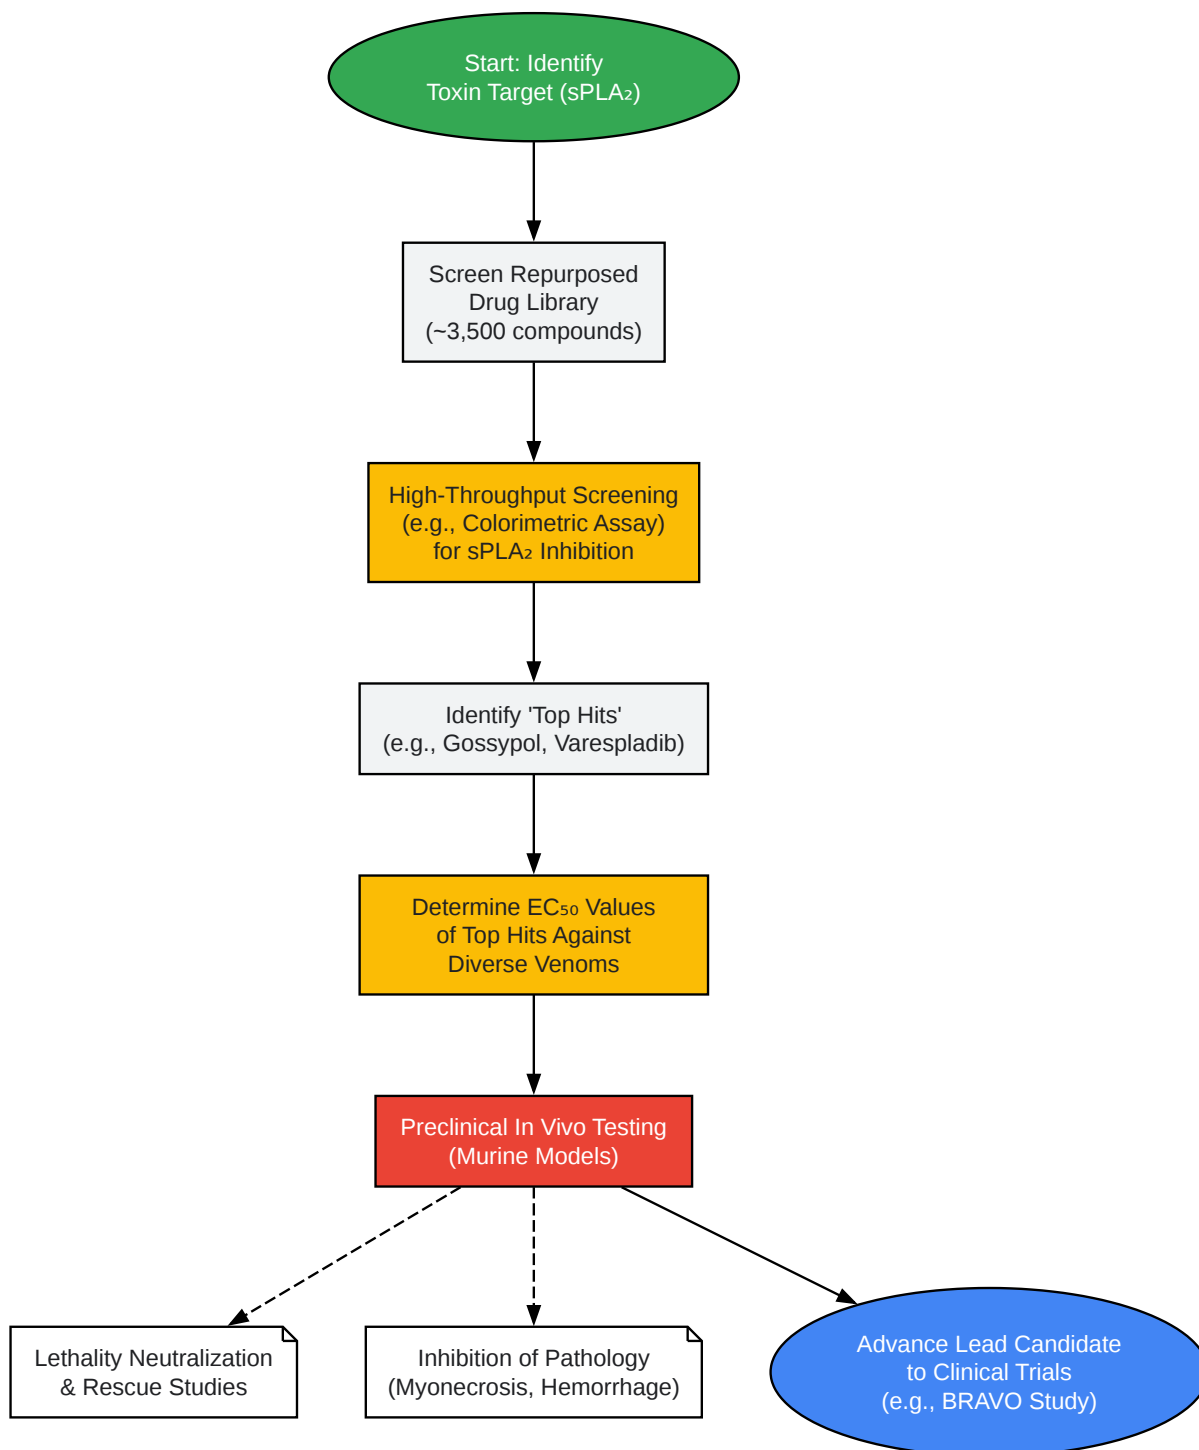 Start: Identify
Toxin Target (sPLA₂)
Screen Repurposed
Drug Library
(~3,500 compounds)
High-Throughput Screening
(e.g., Colorimetric Assay)
for sPLA₂ Inhibition
Identify 'Top Hits'
(e.g., Gossypol, Varespladib)
Determine EC₅₀ Values
of Top Hits Against
Diverse Venoms
Preclinical In Vivo Testing
(Murine Models)
Lethality Neutralization
& Rescue Studies
Inhibition of Pathology
(Myonecrosis, Hemorrhage)
Advance Lead Candidate
to Clinical Trials
(e.g., BRAVO Study)